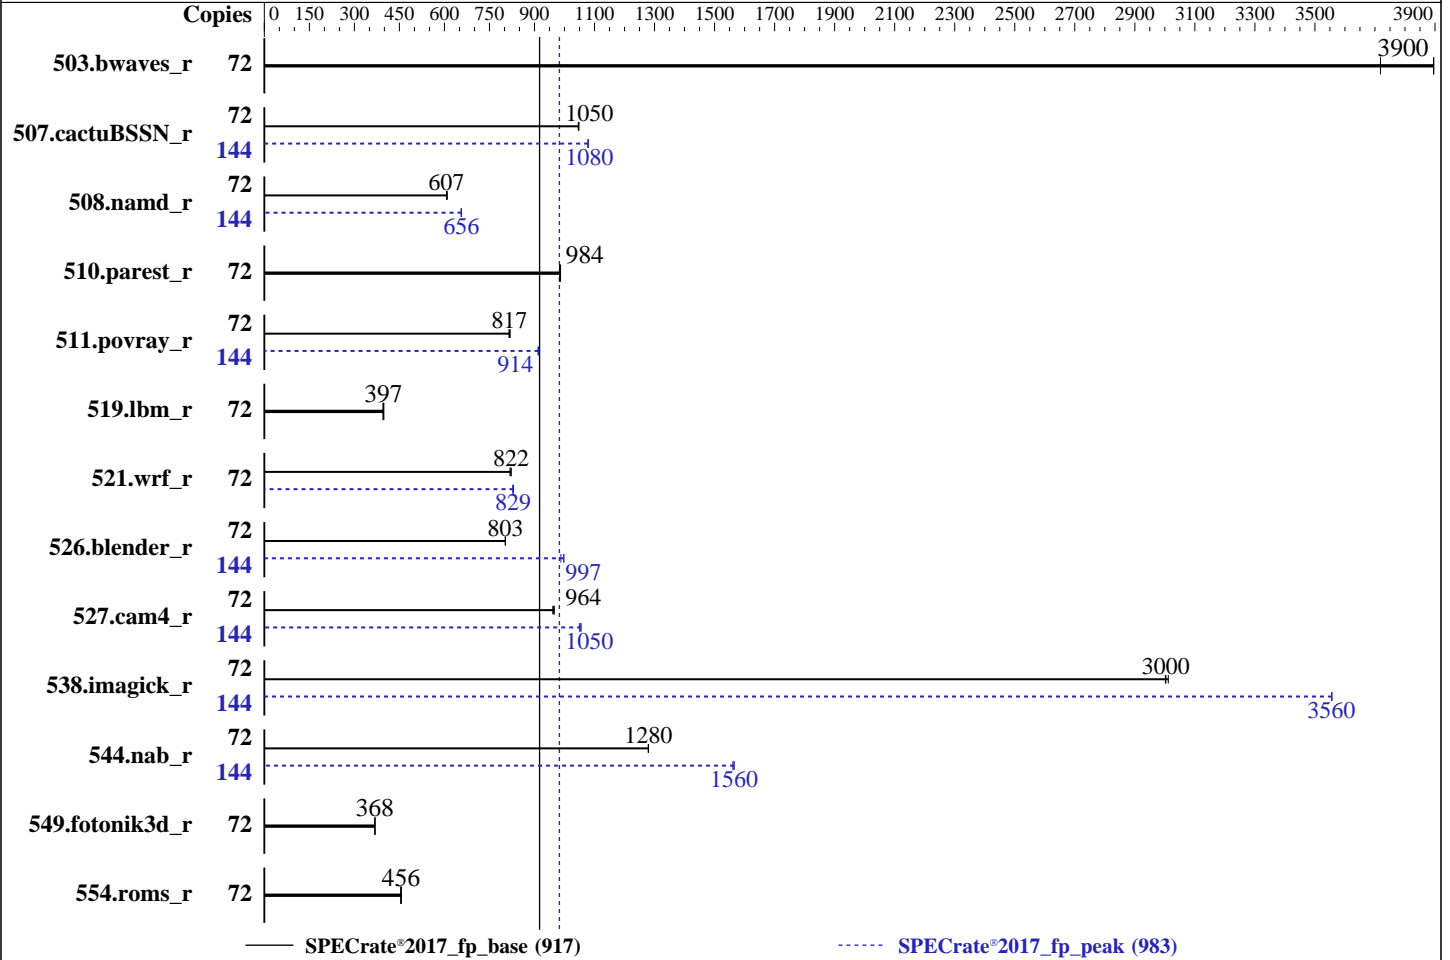 Copies 0 150 300 450 600 750 900 1100 1300 1500 1700 1900 2100 2300 2500 2700 2900 3100 3300 3500 3900
503.bwaves_r 72 3900
507.cactuBSSN_r 72 1050
144 1080
508.namd_r 72 607
144 656
510.parest_r 72 984
511.povray_r 72 817
144 914
519.lbm_r 72 397
521.wrf_r 72 822
829
526.blender_r 72 803
144 997
527.cam4_r 72 964
144 1050
538.imagick_r 72 3000
144 3560
544.nab_r 72 1280
144 1560
549.fotonik3d_r 72 368
554.roms_r 72 456
SPECrate®2017_fp_base (917) SPECrate®2017_fp_peak (983)